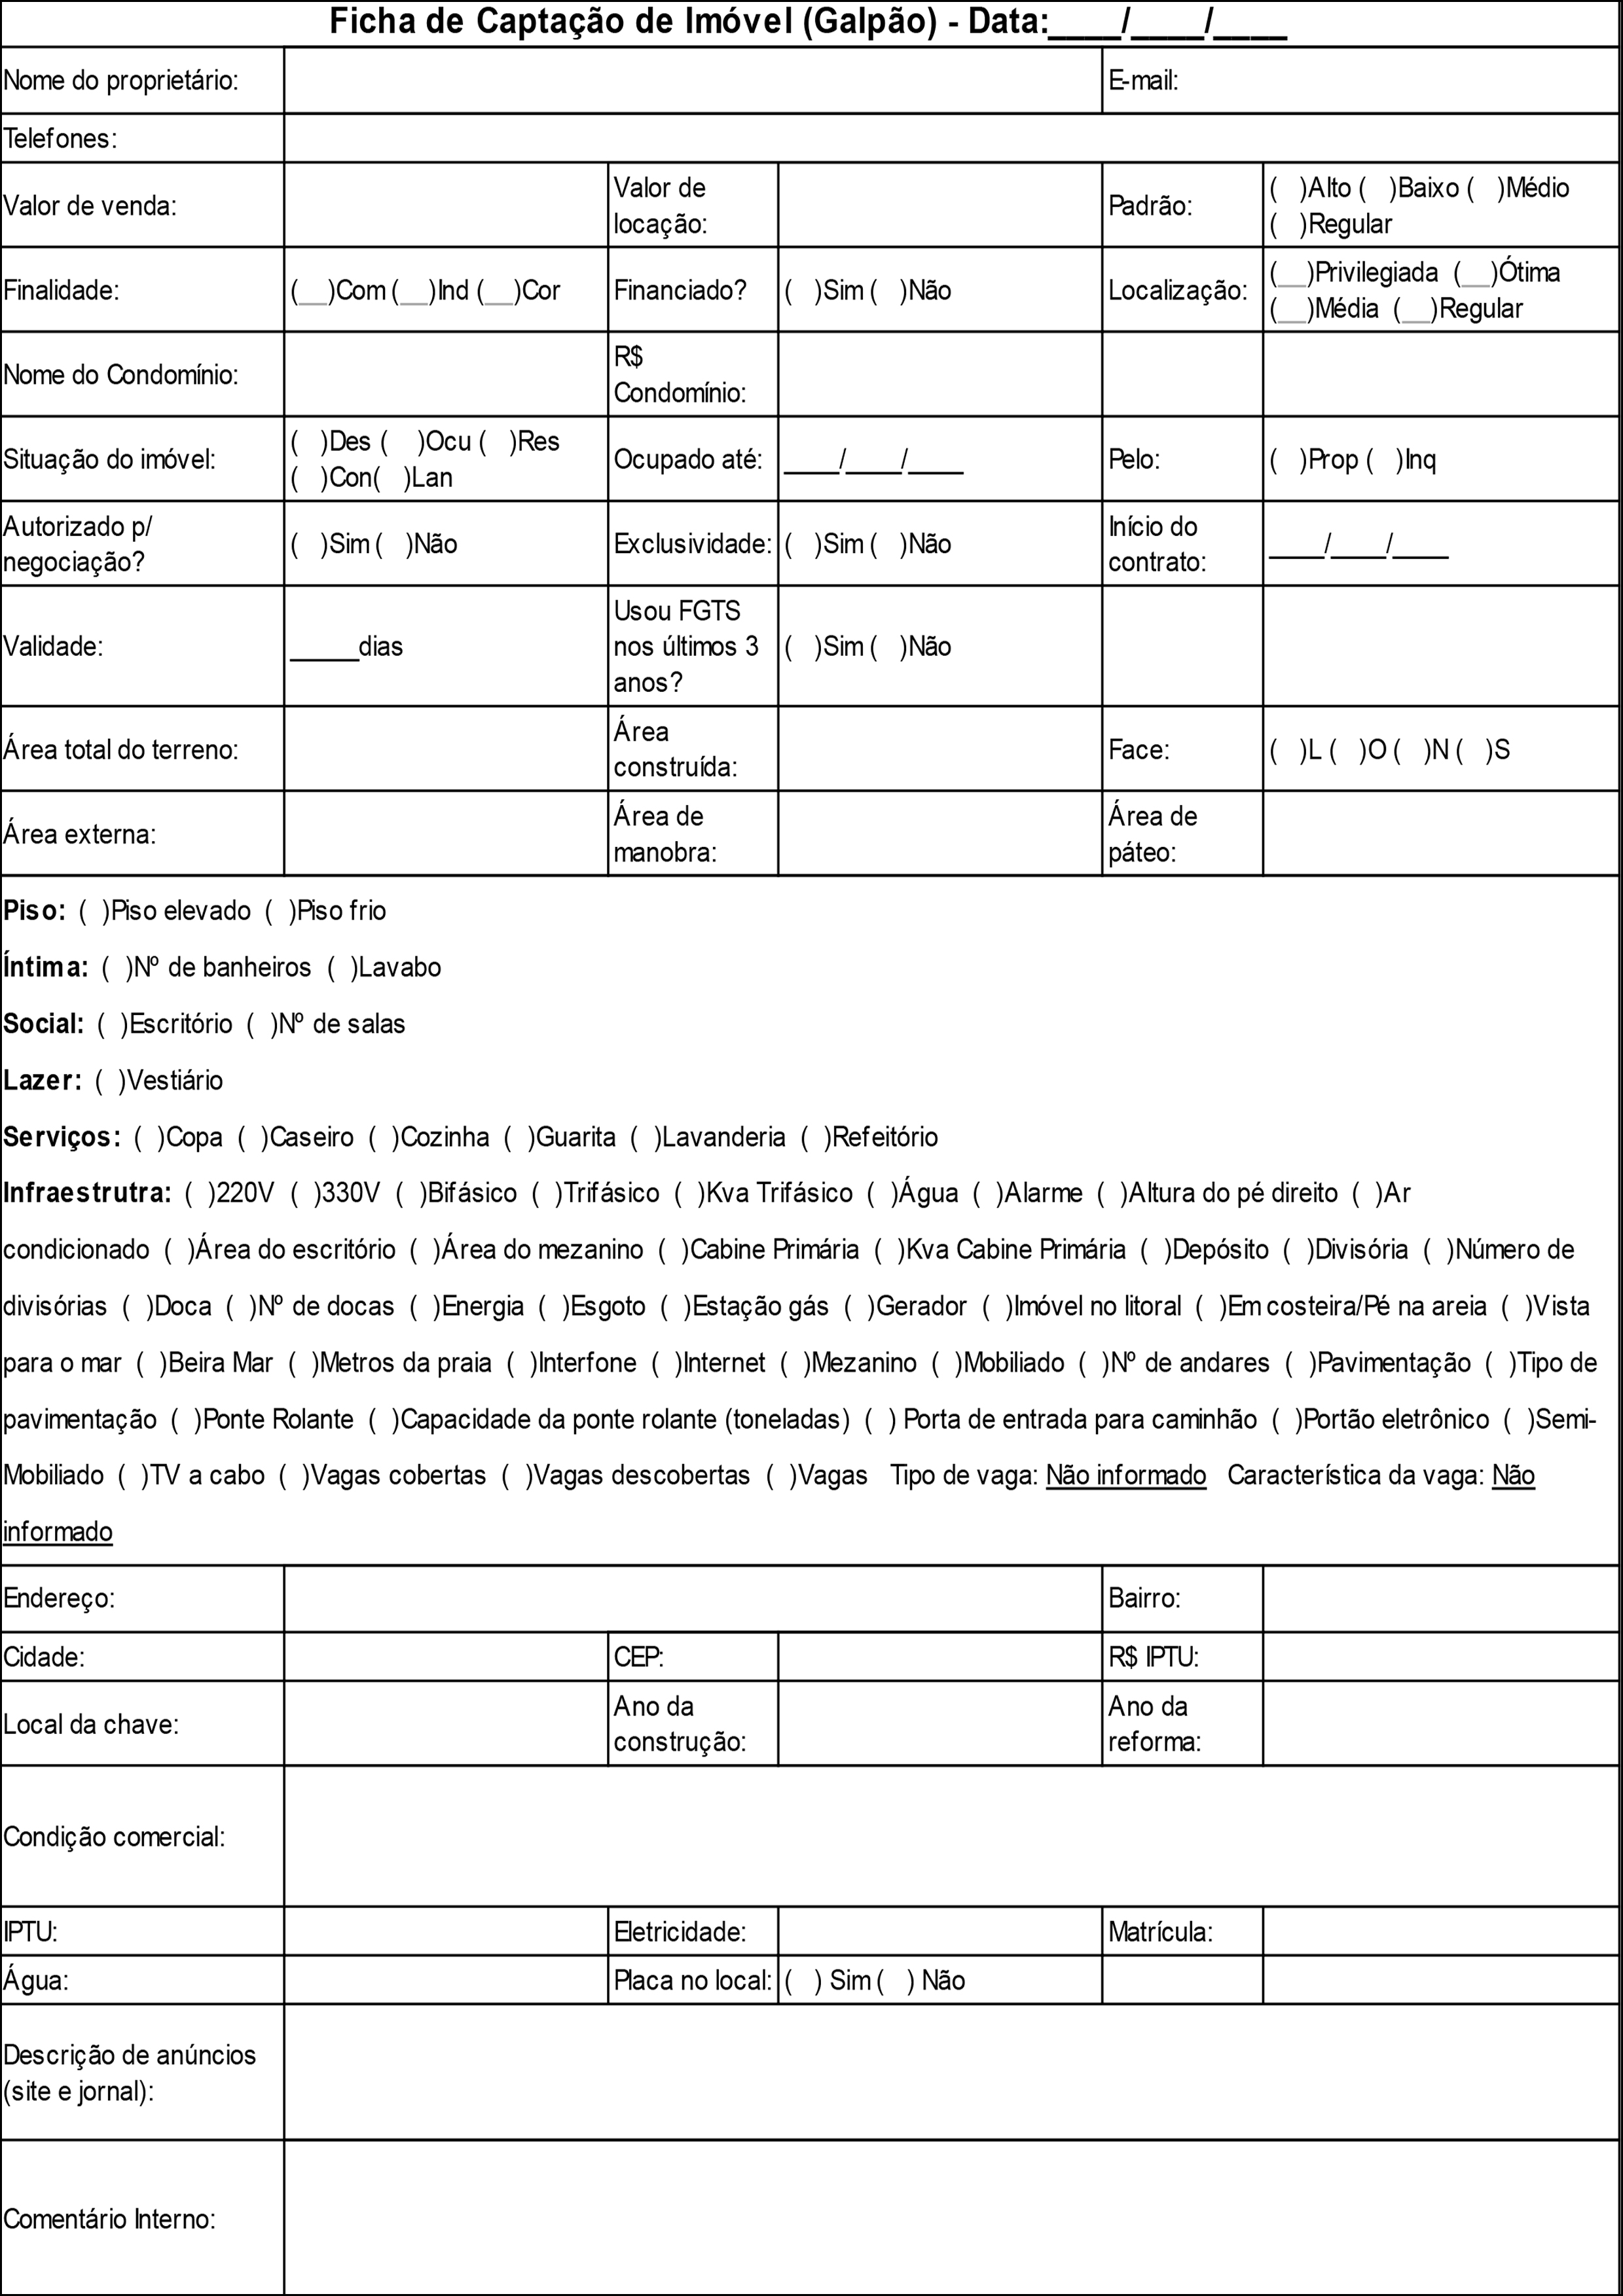 Ficha de Captação de Imóvel (Galpão) - Data:____/____/____
Nome do proprietário:
E-mail:
Telefones:
Valor de venda:
Valor de
locação:
Padrão:
(   )Alto (   )Baixo (   )Médio
(   )Regular
Finalidade:
(__)Com (__)Ind (__)Cor
Financiado?
(   )Sim (   )Não
Localização:
(__)Privilegiada  (__)Ótima
(__)Média  (__)Regular
Nome do Condomínio:
R$
Condomínio:
Situação do imóvel:
(   )Des (    )Ocu (   )Res
(   )Con(   )Lan
Ocupado até:
____/____/____
Pelo:
(   )Prop (   )Inq
Autorizado p/
negociação?
(   )Sim (   )Não
Exclusividade:
(   )Sim (   )Não
Início do
contrato:
____/____/____
Validade:
_____dias
Usou FGTS
nos últimos 3
anos?
(   )Sim (   )Não
Área total do terreno:
Área
construída:
Face:
(   )L (   )O (   )N (   )S
Área externa:
Área de
manobra:
Área de
páteo:
Piso:  (  )Piso elevado  (  )Piso frio
Íntima:  (  )Nº de banheiros  (  )Lavabo
Social:  (  )Escritório  (  )Nº de salas
Lazer:  (  )Vestiário
Serviços:  (  )Copa  (  )Caseiro  (  )Cozinha  (  )Guarita  (  )Lavanderia  (  )Refeitório
Infraestrutra:  (  )220V  (  )330V  (  )Bifásico  (  )Trifásico  (  )Kva Trifásico  (  )Água  (  )Alarme  (  )Altura do pé direito  (  )Ar
condicionado  (  )Área do escritório  (  )Área do mezanino  (  )Cabine Primária  (  )Kva Cabine Primária  (  )Depósito  (  )Divisória  (  )Número de
divisórias  (  )Doca  (  )Nº de docas  (  )Energia  (  )Esgoto  (  )Estação gás  (  )Gerador  (  )Imóvel no litoral  (  )Em costeira/Pé na areia  (  )Vista
para o mar  (  )Beira Mar  (  )Metros da praia  (  )Interfone  (  )Internet  (  )Mezanino  (  )Mobiliado  (  )Nº de andares  (  )Pavimentação  (  )Tipo de
pavimentação  (  )Ponte Rolante  (  )Capacidade da ponte rolante (toneladas)  (  ) Porta de entrada para caminhão  (  )Portão eletrônico  (  )Semi-
Mobiliado  (  )TV a cabo  (  )Vagas cobertas  (  )Vagas descobertas  (  )Vagas   Tipo de vaga: Não informado   Característica da vaga: Não
informado
Endereço:
Bairro:
Cidade:
CEP:
R$ IPTU:
Local da chave:
Ano da
construção:
Ano da
reforma:
Condição comercial:
IPTU:
Eletricidade:
Matrícula:
Água:
Placa no local:
(   ) Sim (   ) Não
Descrição de anúncios
(site e jornal):
Comentário Interno: